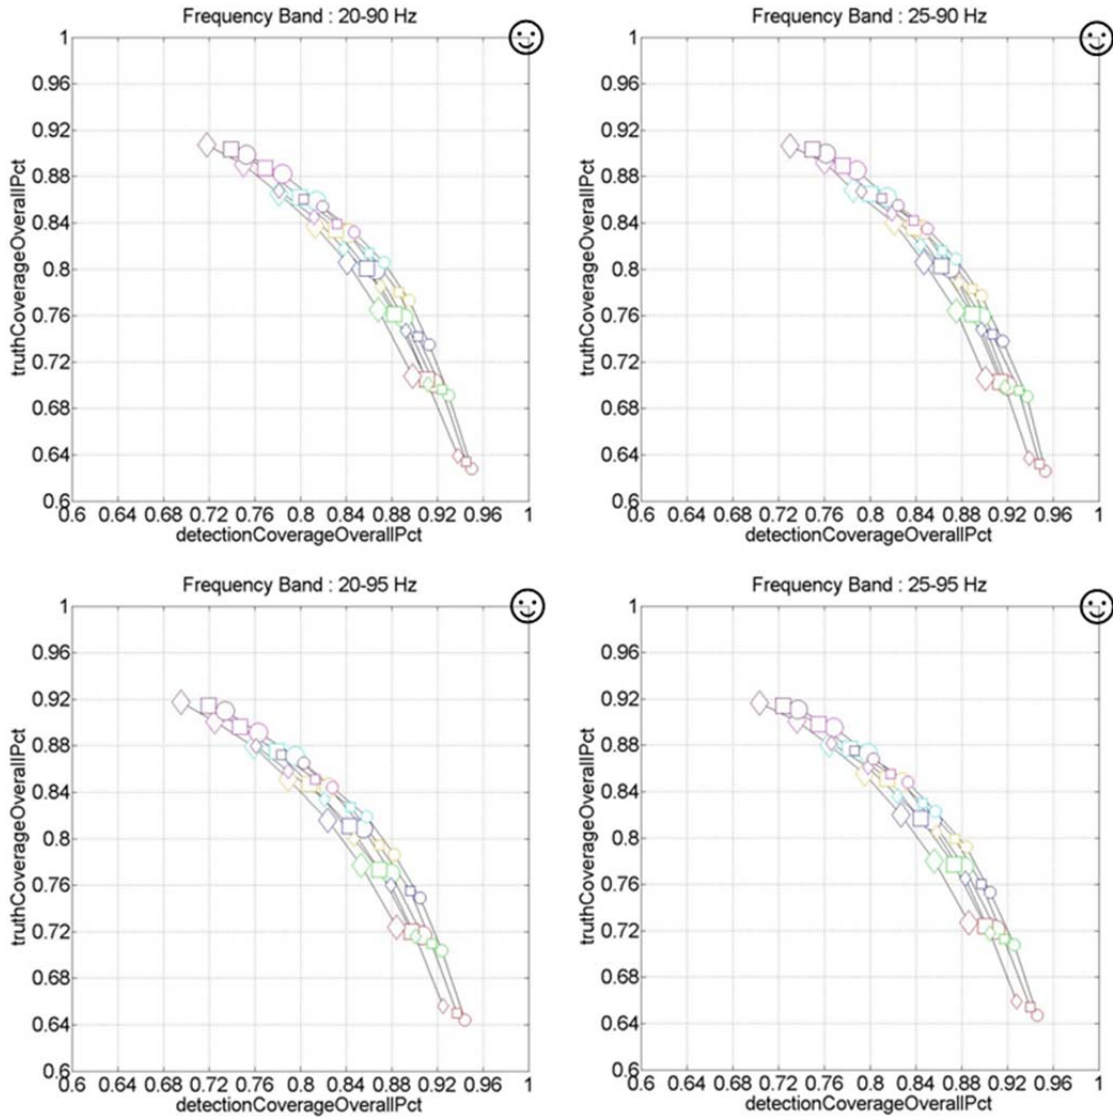 Frequency Band : 20-90 Hz
1
0.96
0.92
0.88
0.84
0.8
0.76
0.72
0.68
0.64
0.6
truthCoverageOverallPct
0.6 0.64 0.68 0.72 0.76 0.8 0.84 0.88 0.92 0.96 1
detectionCoverageOverallPct
Frequency Band : 25-90 Hz
1
0.96
0.92
0.88
0.84
0.8
0.76
0.72
0.68
0.64
0.6
truthCoverageOverallPct
0.6 0.64 0.68 0.72 0.76 0.8 0.84 0.88 0.92 0.96 1
detectionCoverageOverallPct
Frequency Band : 20-95 Hz
1
0.96
0.92
0.88
0.84
0.8
0.76
0.72
0.68
0.64
0.6
truthCoverageOverallPct
0.6 0.64 0.68 0.72 0.76 0.8 0.84 0.88 0.92 0.96 1
detectionCoverageOverallPct
Frequency Band : 25-95 Hz
1
0.96
0.92
0.88
0.84
0.8
0.76
0.72
0.68
0.64
0.6
truthCoverageOverallPct
0.6 0.64 0.68 0.72 0.76 0.8 0.84 0.88 0.92 0.96 1
detectionCoverageOverallPct